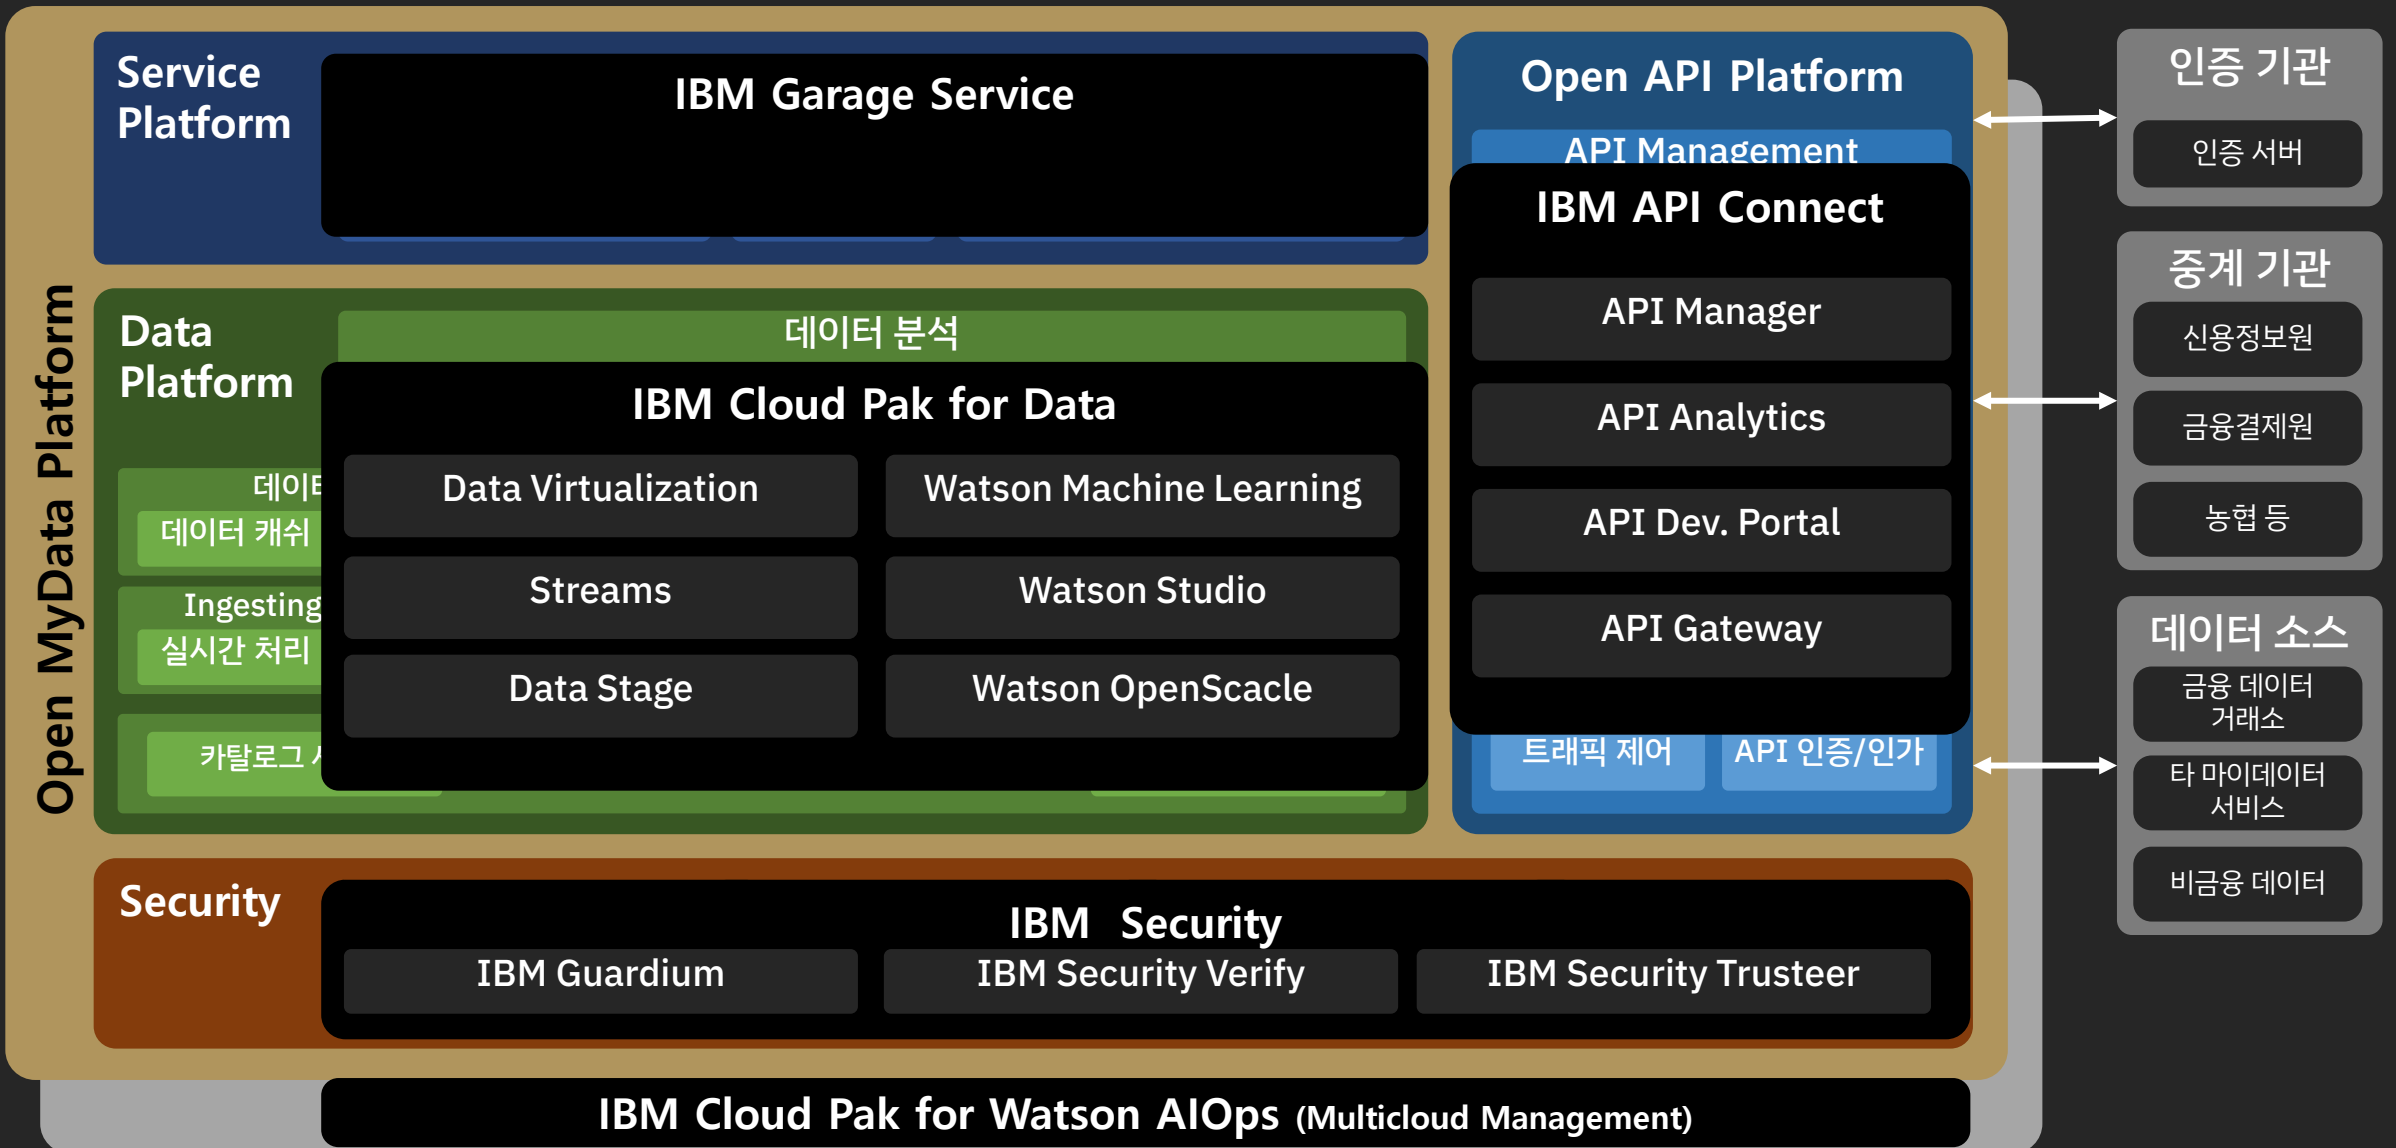 Service
Platform
IBM Garage Service
Open MyData Platform
Data
Platform
데이터 분석
IBM Cloud Pak for Data
Data Virtualization
Watson Machine Learning
Streams
Watson Studio
Data Stage
Watson OpenScacle
데이터 캐쉬
Ingesting
실시간 처리
카탈로그
Open API Platform
API Management
IBM API Connect
API Manager
API Analytics
API Dev. Portal
API Gateway
트래픽 제어
API 인증/인가
Security
IBM Security
IBM Guardium
IBM Security Verify
IBM Security Trusteer
IBM Cloud Pak for Watson AIOps (Multicloud Management)
인증 기관
인증 서버
중계 기관
신용정보원
금융결제원
농협 등
데이터 소스
금융 데이터
거래소
타 마이데이터
서비스
비금융 데이터